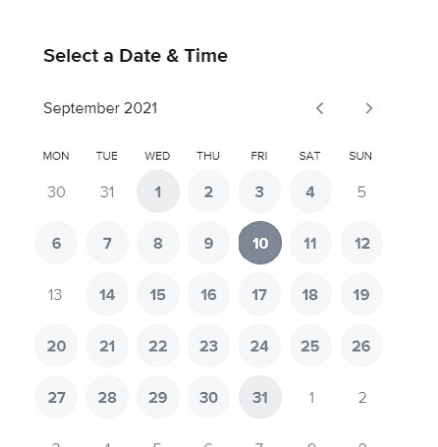 Select a Date & Time
September 2021
MON TUE WED THU FRI SAT SUN
30 31 1 2 3 4 5
6 7 8 9 10 11 12
13 14 15 16 17 18 19
20 21 22 23 24 25 26
27 28 29 30 31 1 2